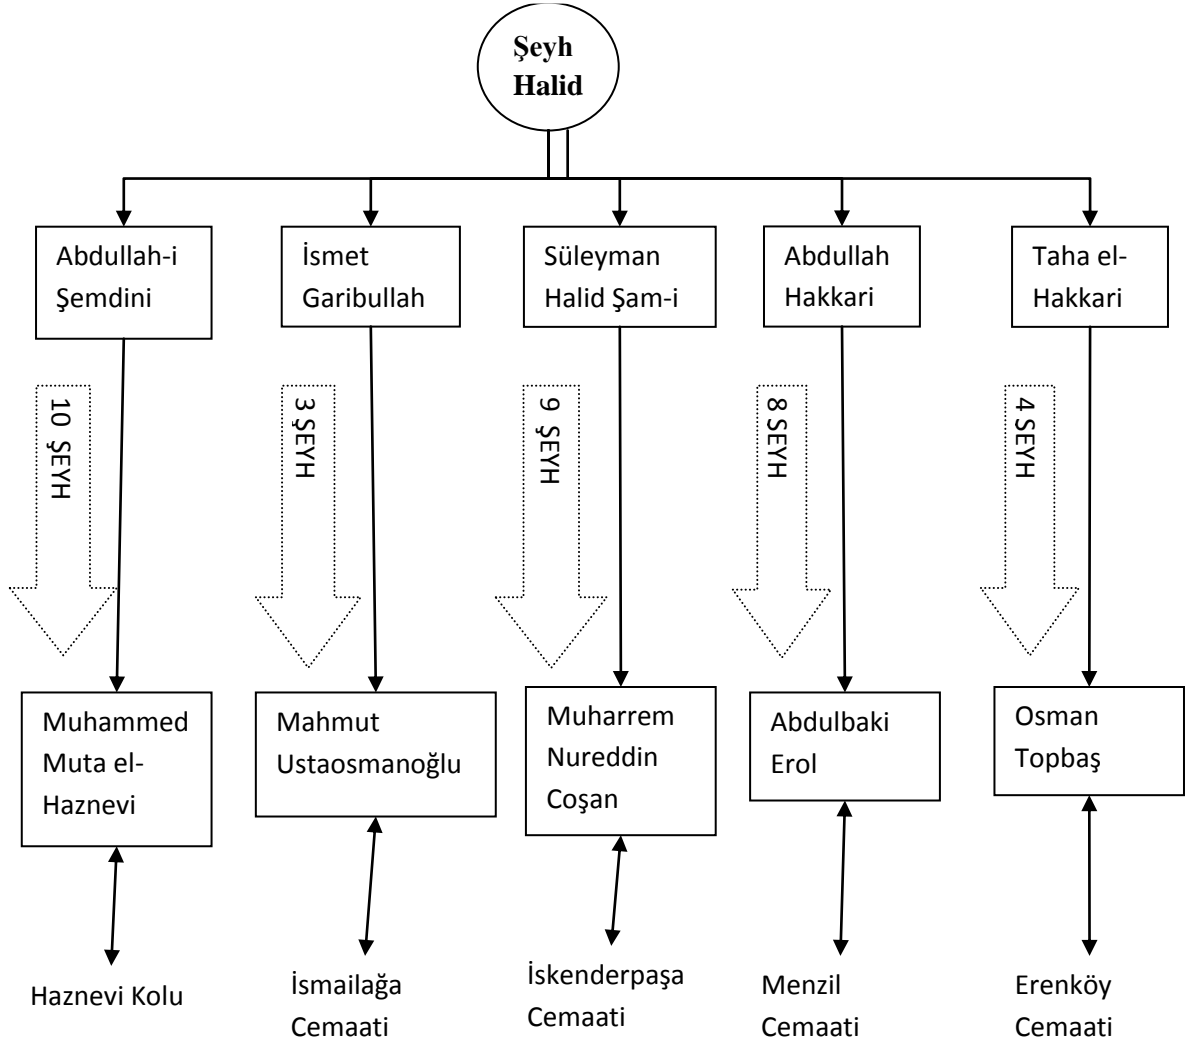 Şeyh
Halid
Abdullah-i
Şemdini
İsmet
Garibullah
Süleyman
Halid Şam-i
Abdullah
Hakkari
Taha el-
Hakkari
10 ŞEYH
3 ŞEYH
9 ŞEYH
8 ŞEYH
4 ŞEYH
Muhammed
Muta el-
Haznevi
Mahmut
Ustaosmanoğlu
Muharrem
Nureddin
Coşan
Abdulbaki
Erol
Osman
Topbaş
Haznevi Kolu
İsmailağa
Cemaati
İskenderpaşa
Cemaati
Menzil
Cemaati
Erenköy
Cemaati